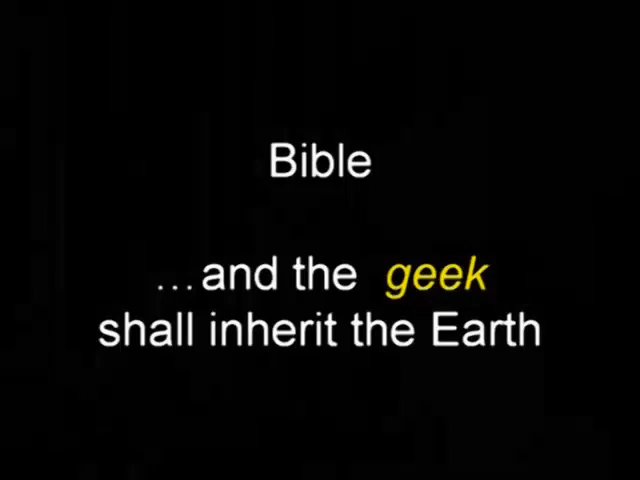 Bible
...and the geek
shall inherit the Earth